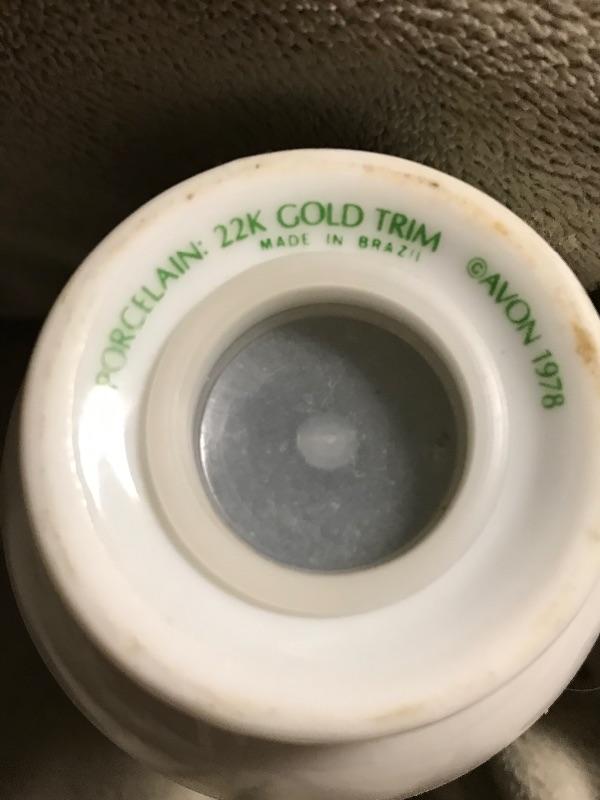 PORCELAIN: 22K GOLD TRIM
MADE IN BRAZIL
©AVON 1978